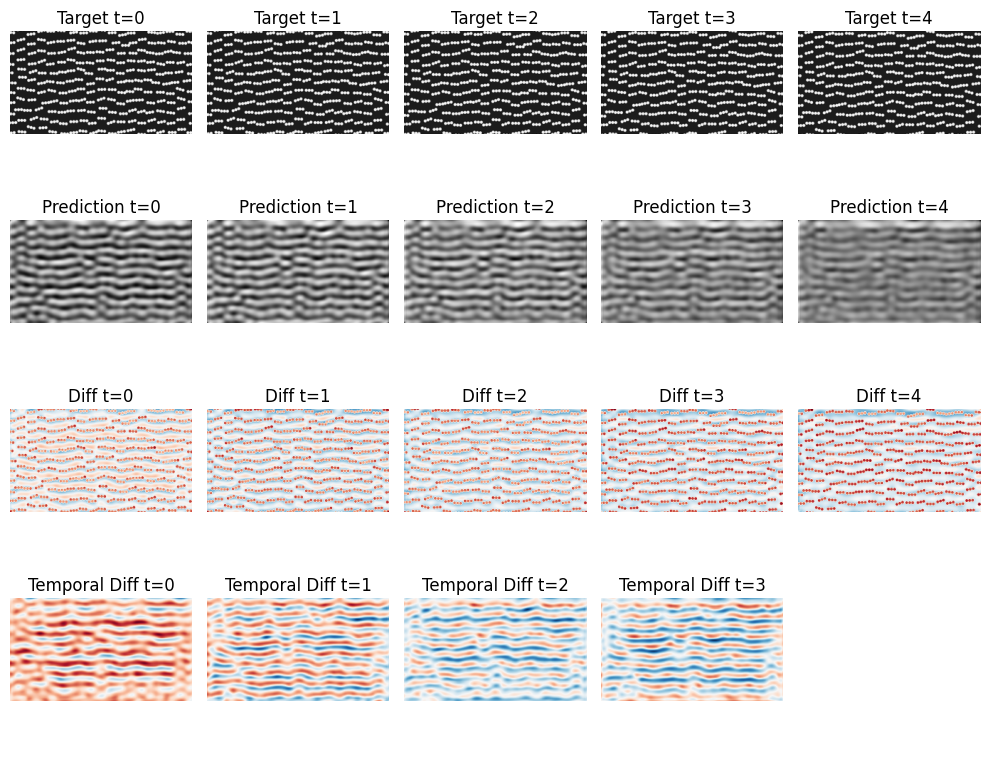 Target t=0 Target t=1 Target t=2 Target t=3 Target t=4
Prediction t=0 Prediction t=1 Prediction t=2 Prediction t=3 Prediction t=4
Diff t=0 Diff t=1 Diff t=2 Diff t=3 Diff t=4
Temporal Diff t=0 Temporal Diff t=1 Temporal Diff t=2 Temporal Diff t=3